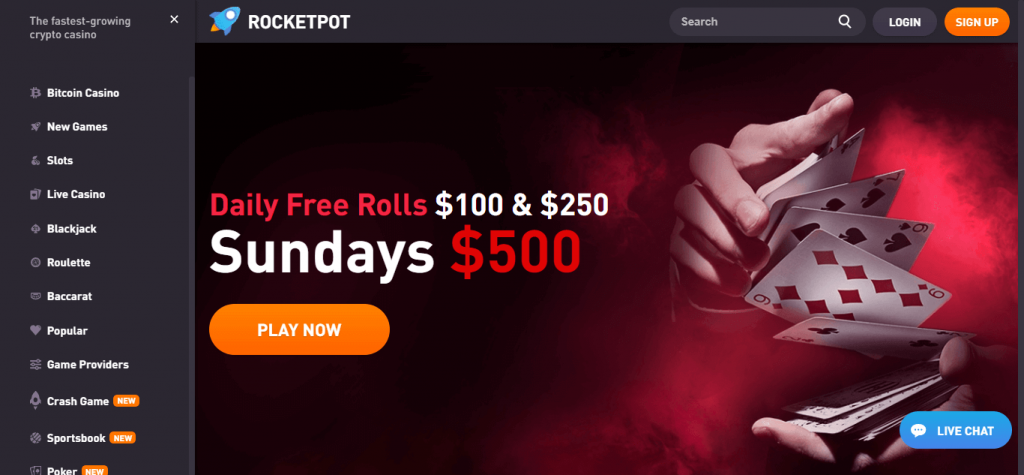 The fastest-growing
crypto casino
ROCKETPOT
Search
LOGIN
SIGN UP
Bitcoin Casino
New Games
Slots
Live Casino
Blackjack
Roulette
Baccarat
Popular
Game Providers
Crash Game NEW
Sportsbook NEW
Poker NEW
Daily Free Rolls $100 & $250
Sundays $500
PLAY NOW
9
6
LIVE CHAT